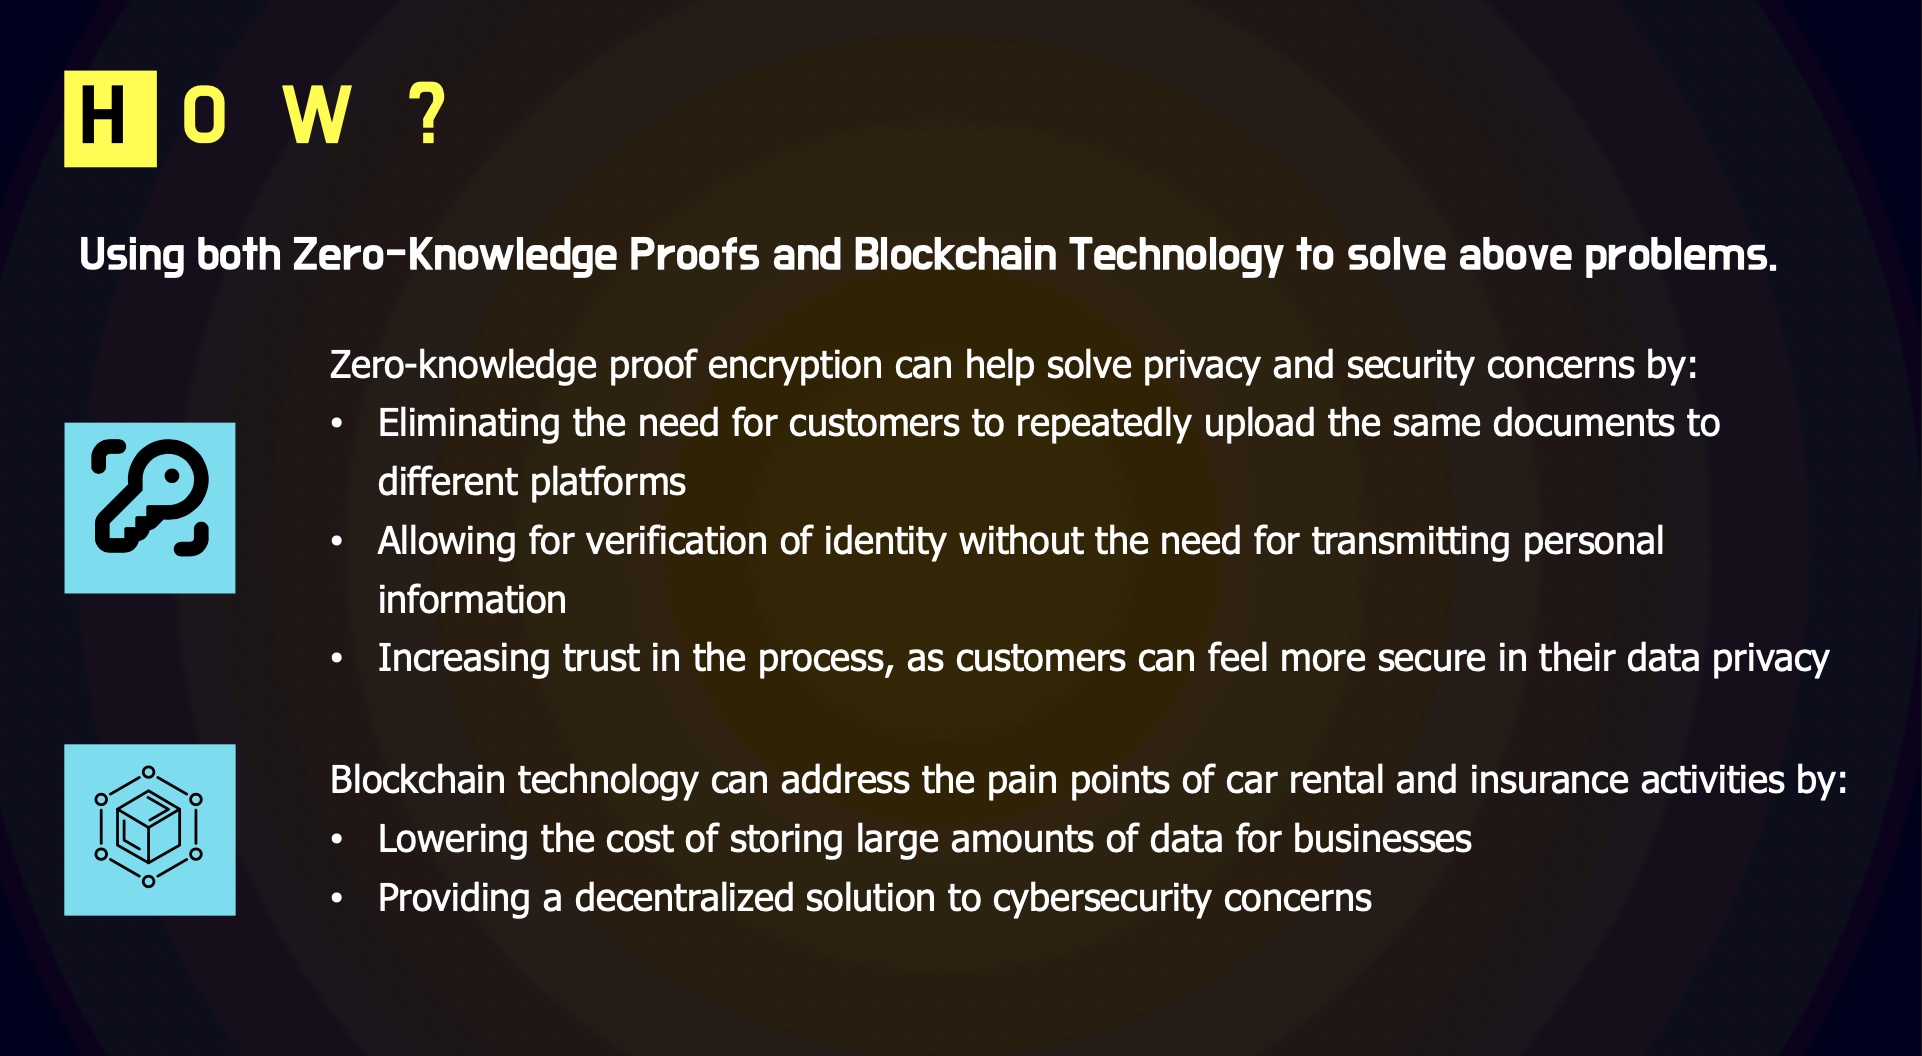 HOW?
Using both Zero-Knowledge Proofs and Blockchain Technology to solve above problems.
Zero-knowledge proof encryption can help solve privacy and security concerns by:
• Eliminating the need for customers to repeatedly upload the same documents to
different platforms
• Allowing for verification of identity without the need for transmitting personal
information
• Increasing trust in the process, as customers can feel more secure in their data privacy
Blockchain technology can address the pain points of car rental and insurance activities by:
• Lowering the cost of storing large amounts of data for businesses
• Providing a decentralized solution to cybersecurity concerns